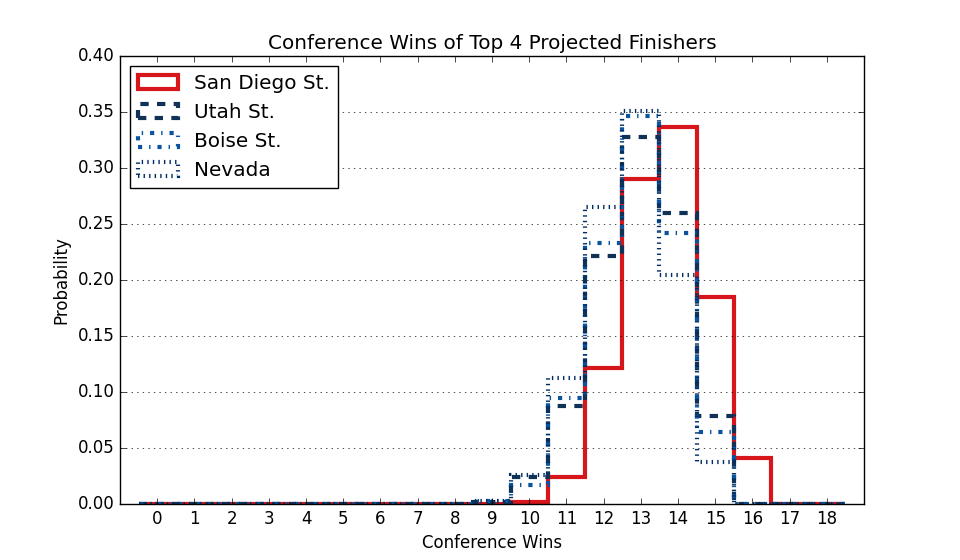 Conference Wins of Top 4 Projected Finishers
San Diego St.
Utah St.
Boise St.
Nevada
Probability
0.40
0.35
0.30
0.25
0.20
0.15
0.10
0.05
0.00
0 1 2 3 4 5 6 7 8 9 10 11 12 13 14 15 16 17 18
Conference Wins